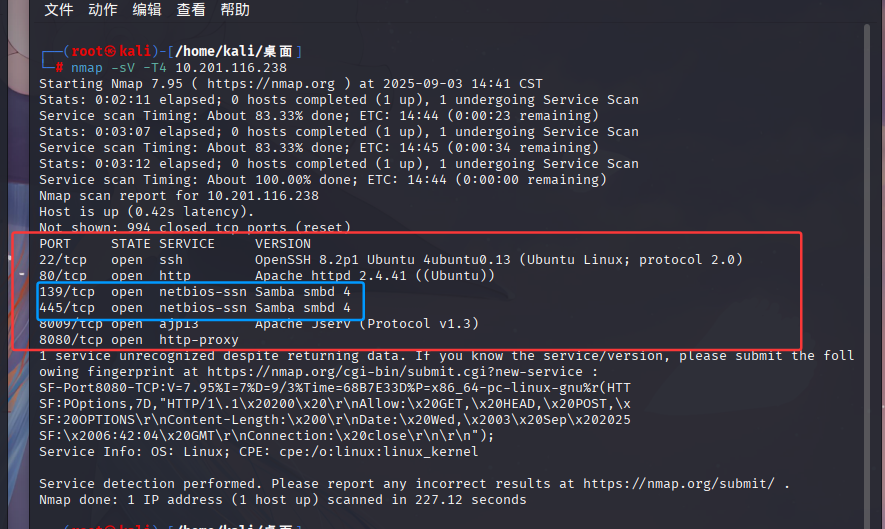 文件 动作 编辑 查看 帮助
┌──(root㉿kali)-[/home/kali/桌面]
└─# nmap -sV -T4 10.201.116.238
Starting Nmap 7.95 ( https://nmap.org ) at 2025-09-03 14:41 CST
Stats: 0:02:11 elapsed; 0 hosts completed (1 up), 1 undergoing Service Scan
Service scan Timing: About 83.33% done; ETC: 14:44 (0:00:23 remaining)
Stats: 0:03:07 elapsed; 0 hosts completed (1 up), 1 undergoing Service Scan
Service scan Timing: About 83.33% done; ETC: 14:45 (0:00:34 remaining)
Stats: 0:03:12 elapsed; 0 hosts completed (1 up), 1 undergoing Service Scan
Service scan Timing: About 100.00% done; ETC: 14:44 (0:00:00 remaining)
Nmap scan report for 10.201.116.238
Host is up (0.42s latency).
Not shown: 994 closed tcp ports (reset)
PORT     STATE SERVICE     VERSION
22/tcp   open  ssh         OpenSSH 8.2p1 Ubuntu 4ubuntu0.13 (Ubuntu Linux; protocol 2.0)
80/tcp   open  http        Apache httpd 2.4.41 ((Ubuntu))
139/tcp  open  netbios-ssn Samba smbd 4
445/tcp  open  netbios-ssn Samba smbd 4
8009/tcp open  ajp13       Apache Jserv (Protocol v1.3)
8080/tcp open  http-proxy
1 service unrecognized despite returning data. If you know the service/version, please submit the foll
owing fingerprint at https://nmap.org/cgi-bin/submit.cgi?new-service :
SF-Port8080-TCP:V=7.95%I=7%D=9/3%Time=68B7E33D%P=x86_64-pc-linux-gnu%r(HTT
SF:POptions,7D,"HTTP/1\.1\x20200\x20\r\nAllow:\x20GET,\x20HEAD,\x20POST,\x
SF:20OPTIONS\r\nContent-Length:\x200\r\nDate:\x20Wed,\x2003\x20Sep\x202025
SF:\x2006:42:04\x20GMT\r\nConnection:\x20close\r\n\r\n");
Service Info: OS: Linux; CPE: cpe:/o:linux:linux_kernel
Service detection performed. Please report any incorrect results at https://nmap.org/submit/ .
Nmap done: 1 IP address (1 host up) scanned in 227.12 seconds
┌──(root㉿kali)-[/home/kali/桌面]